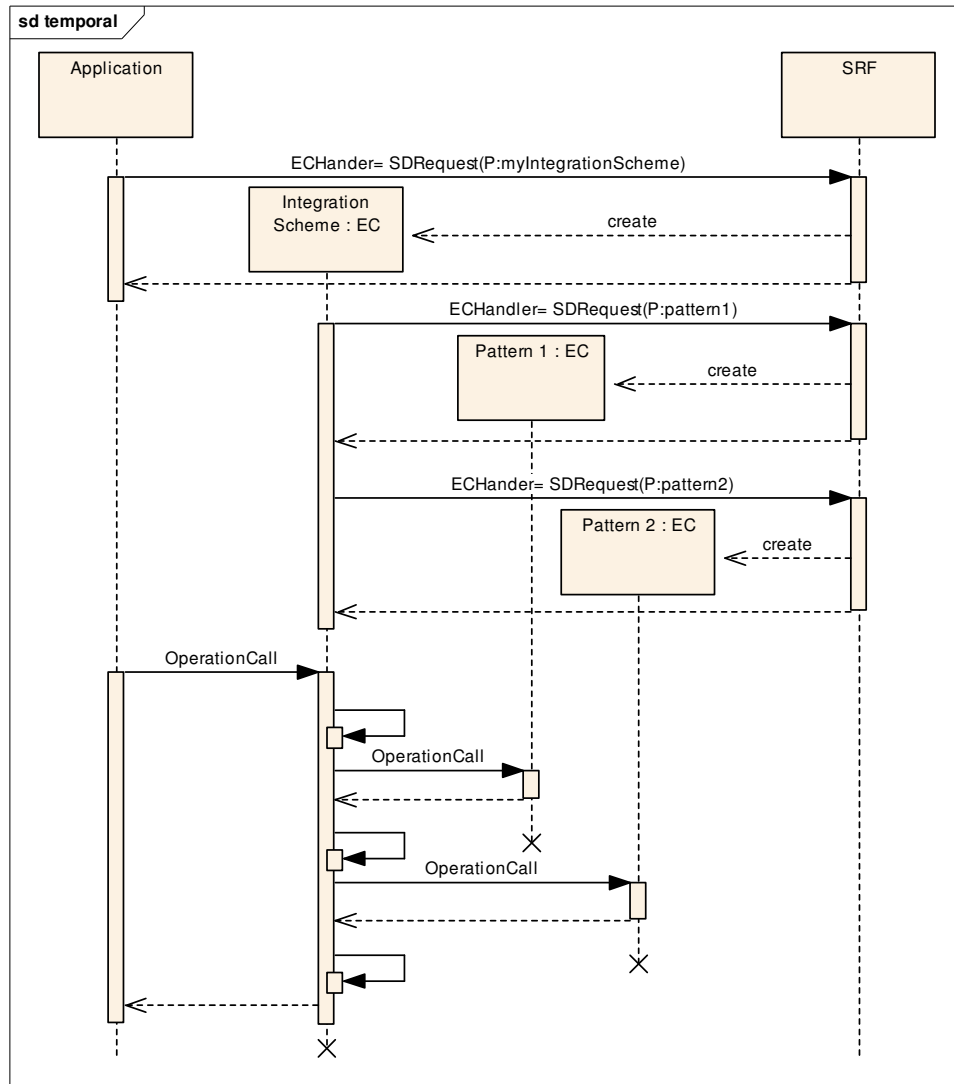 sd temporal
Application
SRF
ECHander= SDRequest(P:myIntegrationScheme)
Integration
Scheme : EC
create
ECHandler= SDRequest(P:pattern1)
Pattern 1 : EC
create
ECHander= SDRequest(P:pattern2)
Pattern 2 : EC
create
OperationCall
OperationCall
OperationCall